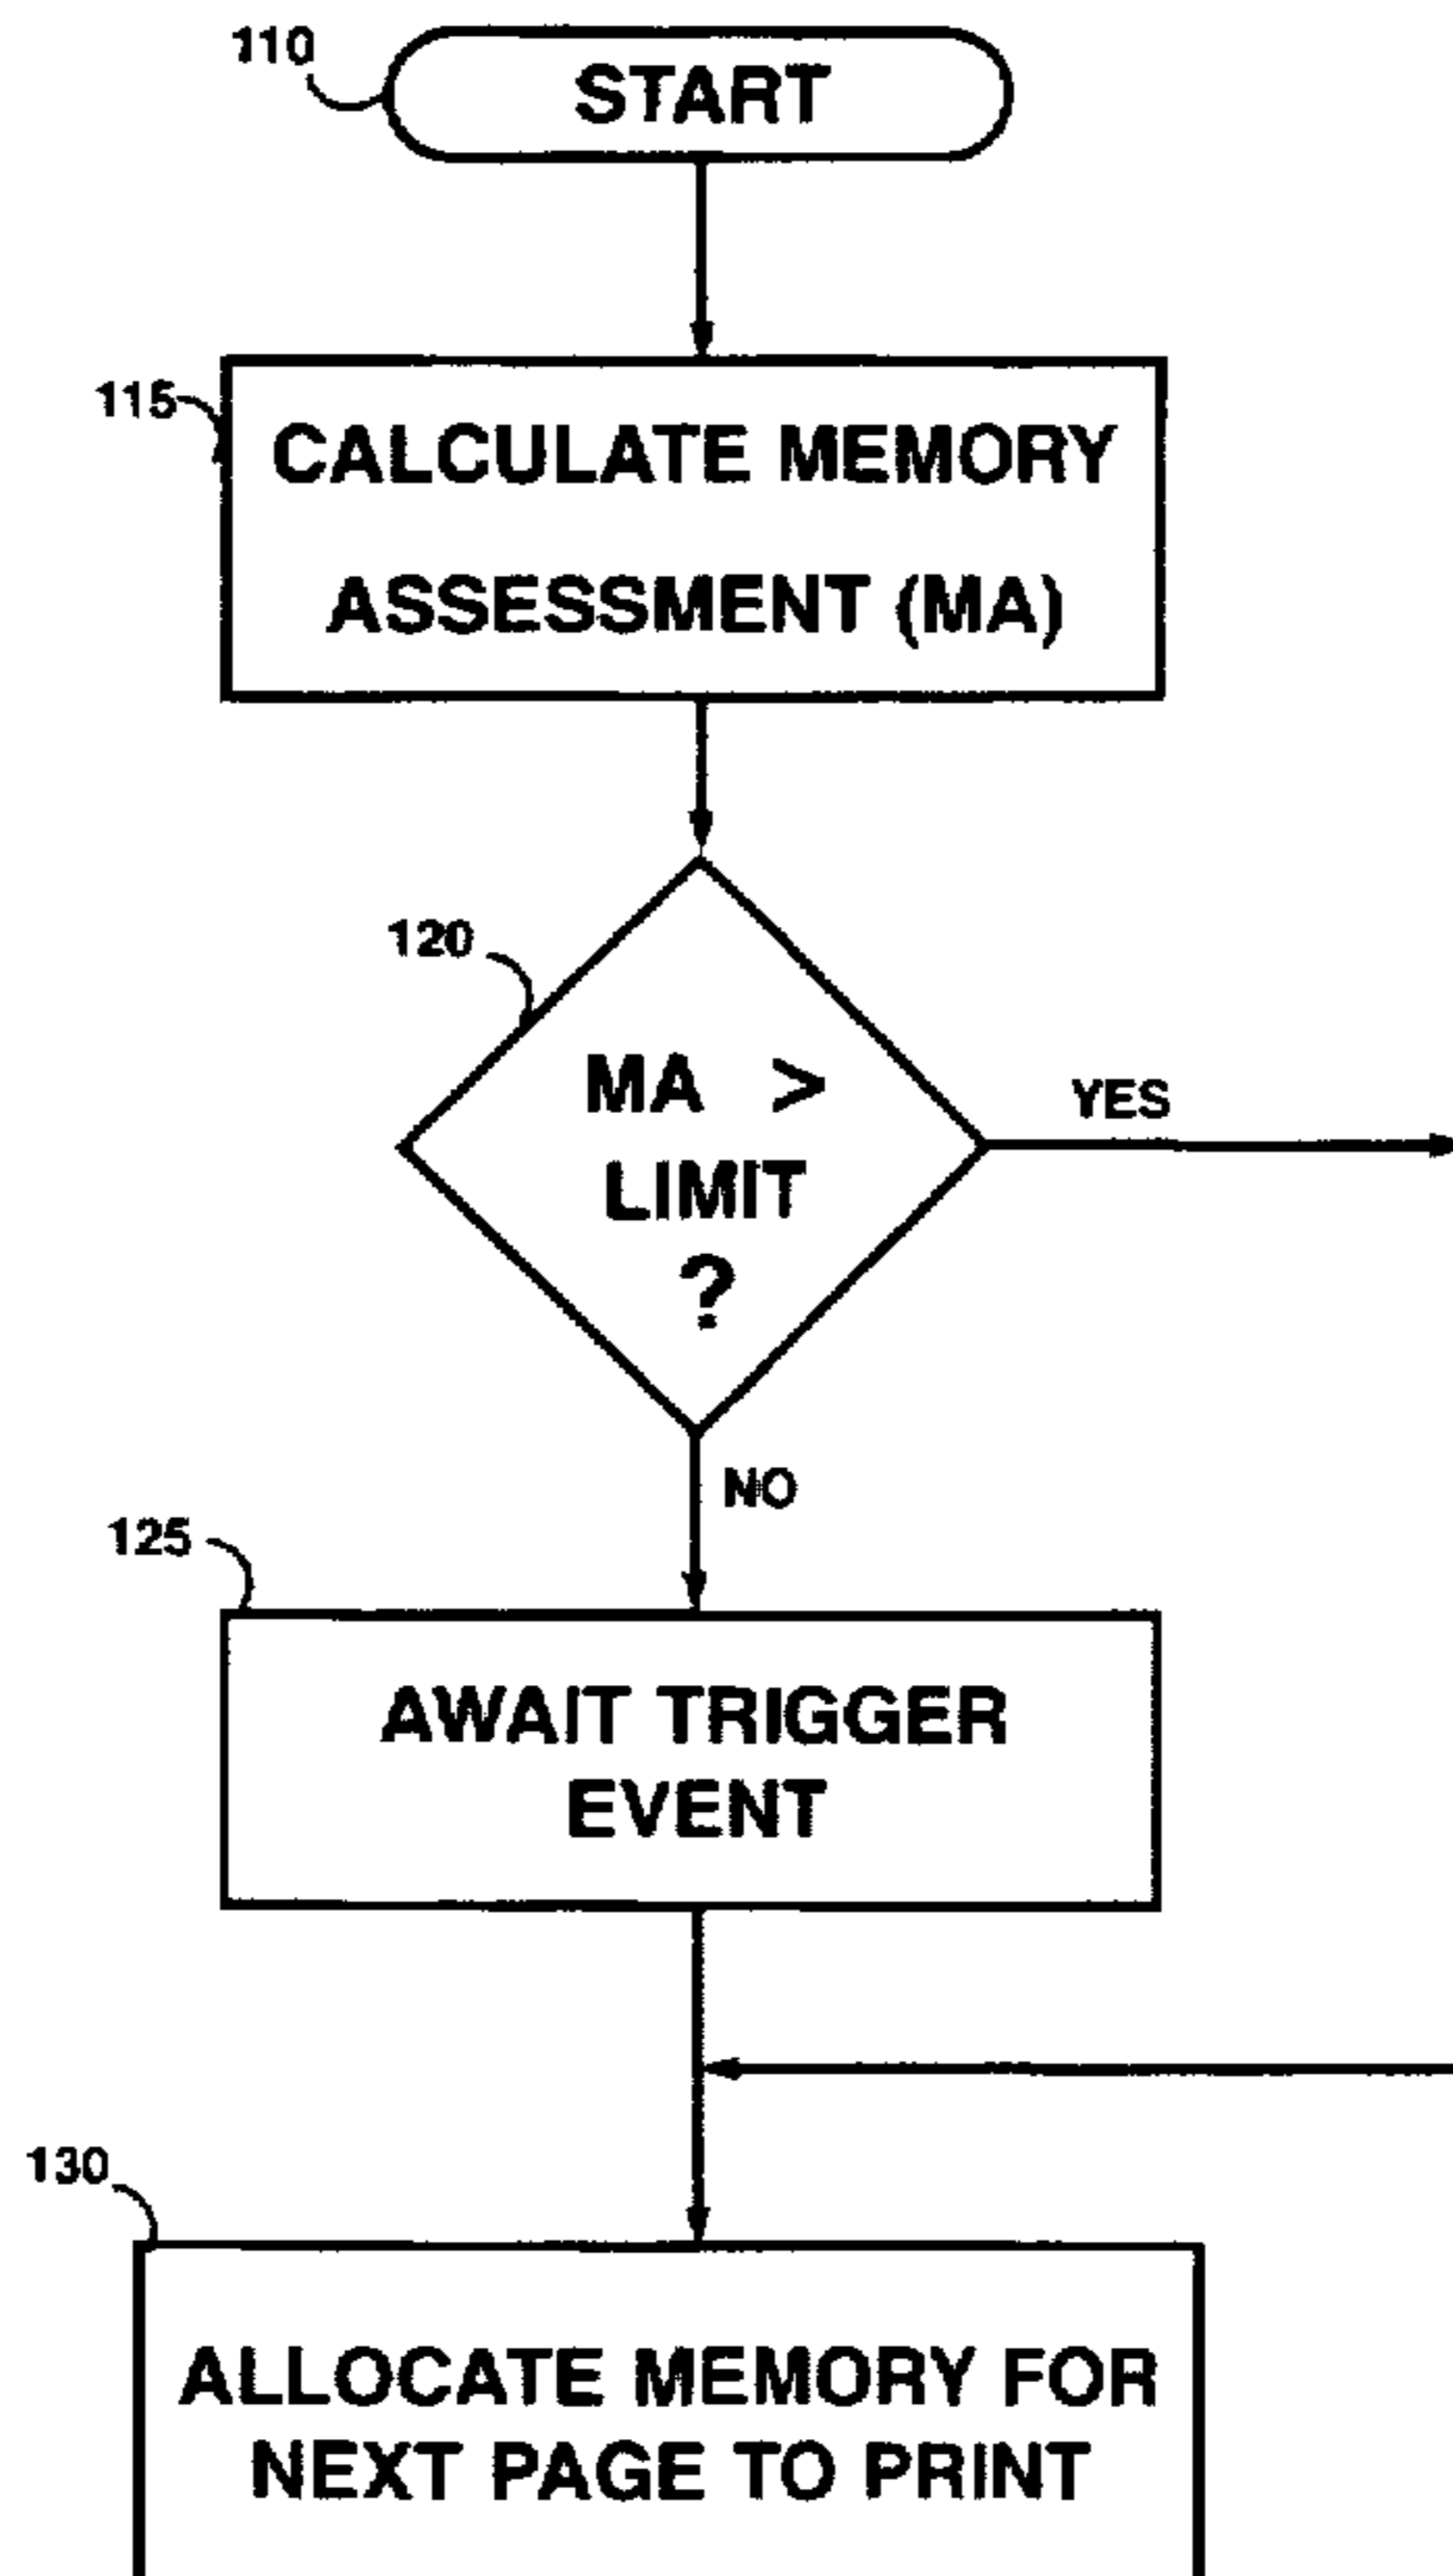 110
START
115
CALCULATE MEMORY
ASSESSMENT (MA)
120
MA >
LIMIT
?
YES
NO
125
AWAIT TRIGGER
EVENT
130
ALLOCATE MEMORY FOR
NEXT PAGE TO PRINT